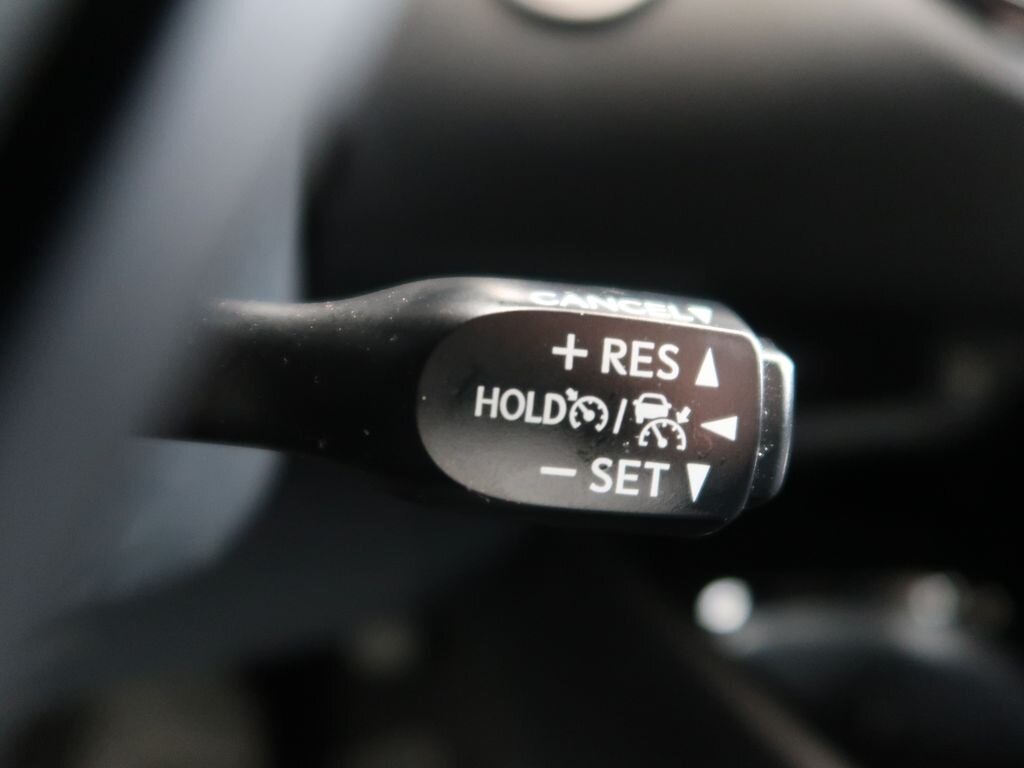 CANCEL▼
+ RES ▲
HOLD / ◀
− SET ▼